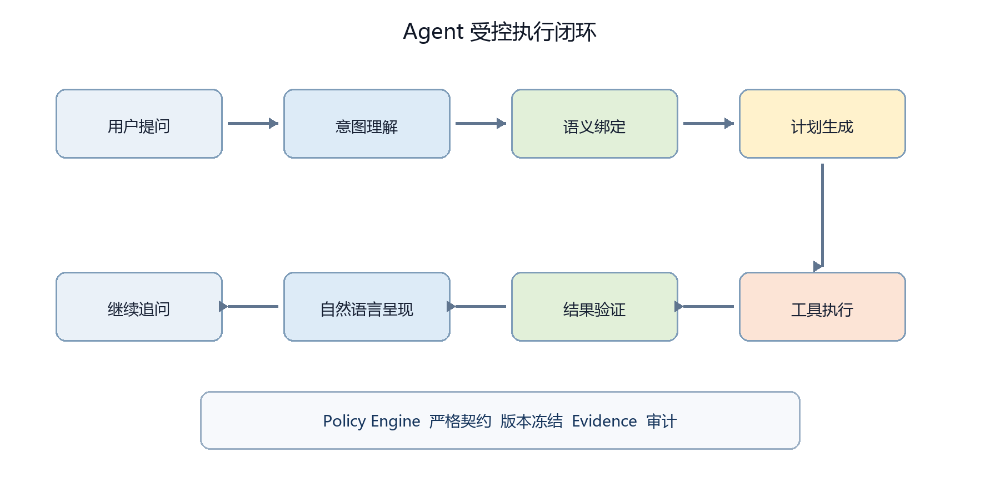 Agent 受控执行闭环
用户提问
意图理解
语义绑定
计划生成
继续追问
自然语言呈现
结果验证
工具执行
Policy Engine 严格契约 版本冻结 Evidence 审计